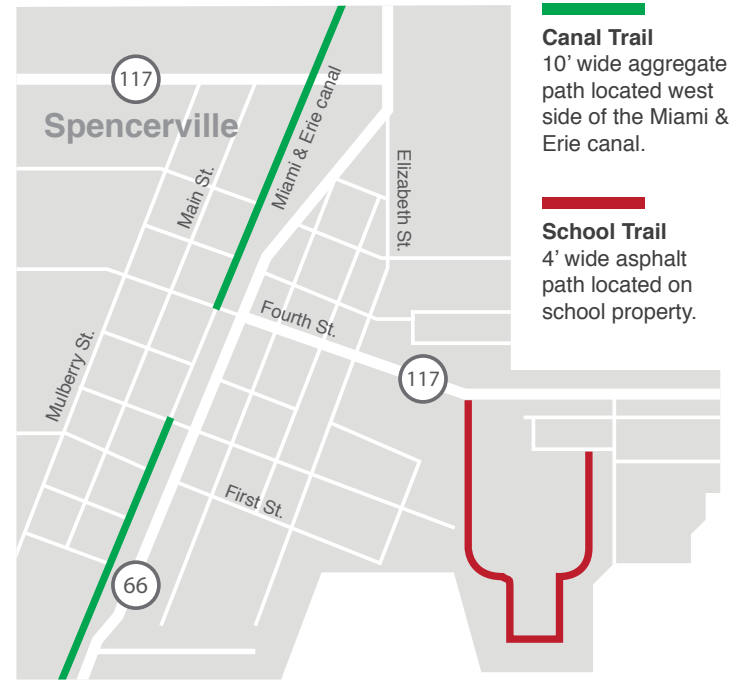 117
Spencerville
Main St.
Miami & Erie canal
Elizabeth St.
Fourth St.
Mulberry St.
117
First St.
66
Canal Trail
10’ wide aggregate
path located west
side of the Miami &
Erie canal.
School Trail
4’ wide asphalt
path located on
school property.